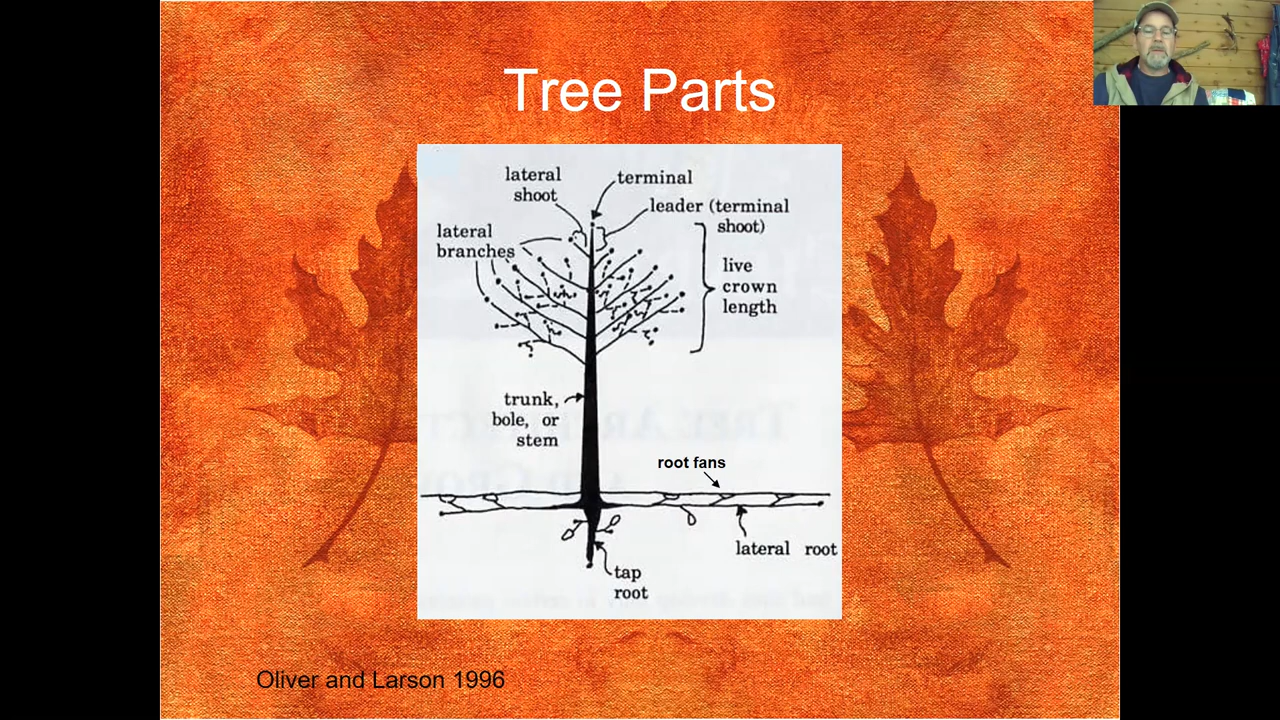 Tree Parts
lateral
shoot
terminal
leader (terminal
shoot)
lateral
branches
live
crown
length
trunk,
bole, or
stem
root fans
lateral root
tap
root
Oliver and Larson 1996